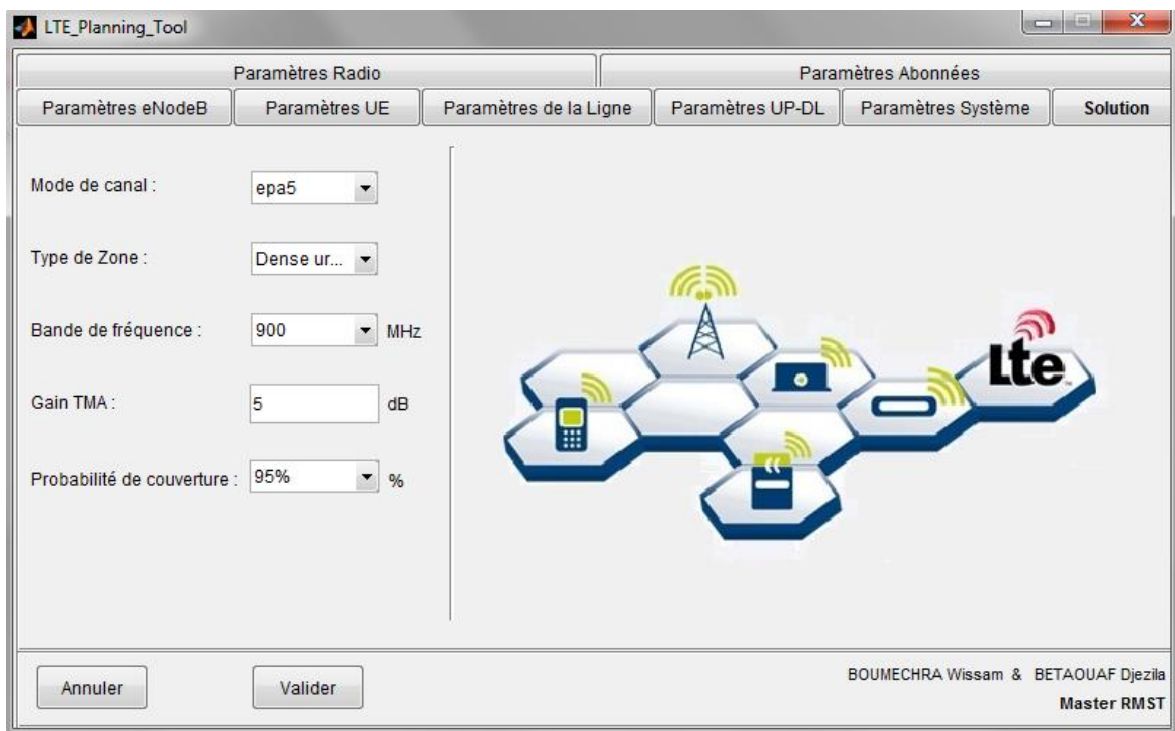 LTE_Planning_Tool
Paramètres Radio
Paramètres Abonnées
Paramètres eNodeB
Paramètres UE
Paramètres de la Ligne
Paramètres UP-DL
Paramètres Système
Solution
Mode de canal :
epa5
Type de Zone :
Dense ur...
Bande de fréquence :
900
MHz
Gain TMA :
5
dB
Probabilité de couverture :
95%
%
Lte
Annuler
Valider
BOUMECHRA Wissam & BETAOUAF Djezila
Master RMST